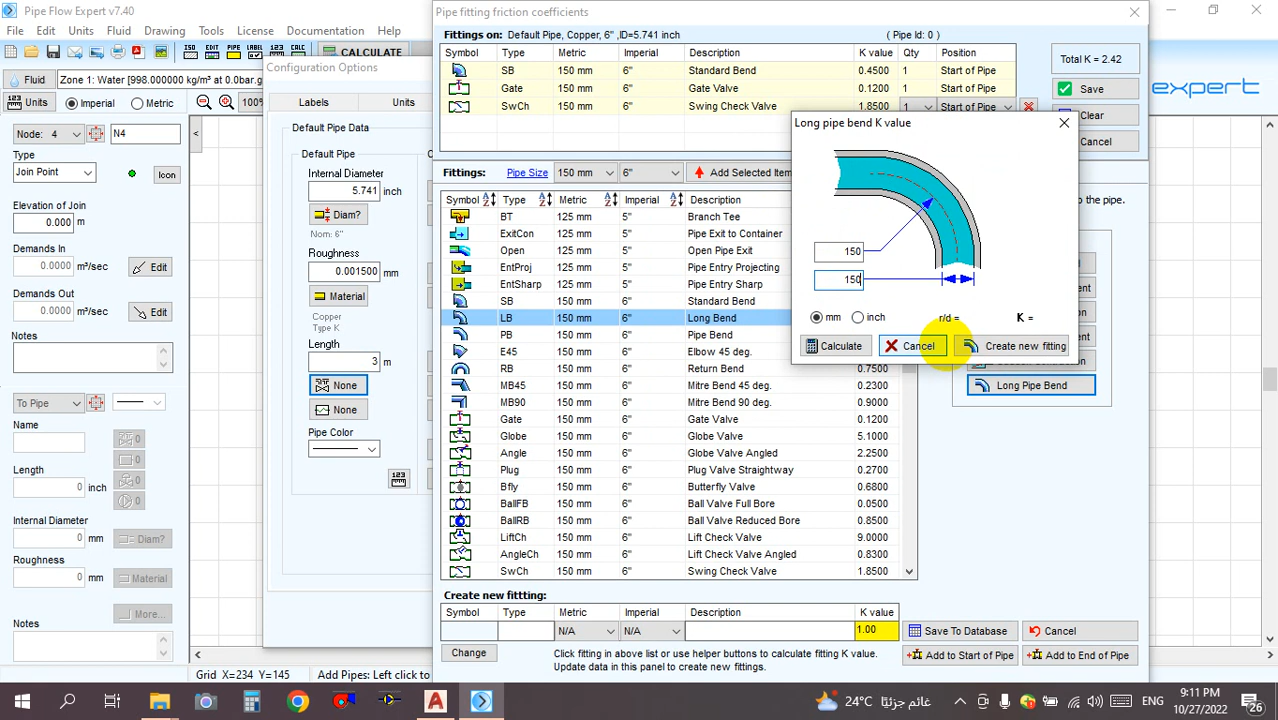 Pipe Flow Expert v7.40
File Edit Units Fluid Drawing Tools License Documentation Help
ISO EDIT PIPE LABEL 123 CALC CALCULATE
Fluid Zone 1: Water [998.000000 kg/m³ at 0.0barg
Units Imperial Metric 100%
expert
Node: 4 N4
Type
Join Point Icon
Elevation of Join
0.000 m
Demands In
0.0000 m³/sec Edit
Demands Out
0.0000 m³/sec Edit
Notes
To Pipe
Name
0
Length
0
0 inch
0
0
Internal Diameter
0 mm Diam?
Roughness
0 mm Material
More...
Notes
<
Configuration Options
Labels Units
Default Pipe Data
Default Pipe
Internal Diameter
5.741 inch
Diam?
Nom: 6"
Roughness
0.001500 mm
Material
Copper
Type K
Length
3 m
None
None
Pipe Color
123
Grid X=234 Y=145 Add Pipes: Left click to
Pipe fitting friction coefficients
Fittings on: Default Pipe, Copper, 6" ,ID=5.741 inch ( Pipe Id: 0 )
Symbol Type Metric Imperial Description K value Qty Position
SB 150 mm 6" Standard Bend 0.4500 1 Start of Pipe
Gate 150 mm 6" Gate Valve 0.1200 1 Start of Pipe
SwCh 150 mm 6" Swing Check Valve 1.8500 1 Start of Pipe
Total K = 2.42
Save
Clear
Cancel
Fittings: Pipe Size 150 mm 6" Add Selected Item
Symbol Type Metric Imperial Description
BT 125 mm 5" Branch Tee
ExitCon 125 mm 5" Pipe Exit to Container
Open 125 mm 5" Open Pipe Exit
EntProj 125 mm 5" Pipe Entry Projecting
EntSharp 125 mm 5" Pipe Entry Sharp
SB 150 mm 6" Standard Bend
LB 150 mm 6" Long Bend
PB 150 mm 6" Pipe Bend
E45 150 mm 6" Elbow 45 deg.
RB 150 mm 6" Return Bend 0.7500
MB45 150 mm 6" Mitre Bend 45 deg. 0.2300
MB90 150 mm 6" Mitre Bend 90 deg. 0.9000
Gate 150 mm 6" Gate Valve 0.1200
Globe 150 mm 6" Globe Valve 5.1000
Angle 150 mm 6" Globe Valve Angled 2.2500
Plug 150 mm 6" Plug Valve Straightway 0.2700
Bfly 150 mm 6" Butterfly Valve 0.6800
BallFB 150 mm 6" Ball Valve Full Bore 0.0500
BallRB 150 mm 6" Ball Valve Reduced Bore 0.8500
LiftCh 150 mm 6" Lift Check Valve 9.0000
AngleCh 150 mm 6" Lift Check Valve Angled 0.8300
SwCh 150 mm 6" Swing Check Valve 1.8500
to the pipe.
Long Pipe Bend
Long pipe bend K value
150
150
mm inch r/d = K =
Calculate Cancel Create new fitting
Create new fittting:
Symbol Type Metric Imperial Description K value
N/A N/A 1.00
Save To Database Cancel
Change Click fitting in above list or use helper buttons to calculate fitting K value.
Update data in this panel to create new fittings.
Add to Start of Pipe Add to End of Pipe
24°C غائم جزئيًا ENG 9:11 PM
10/27/2022 26